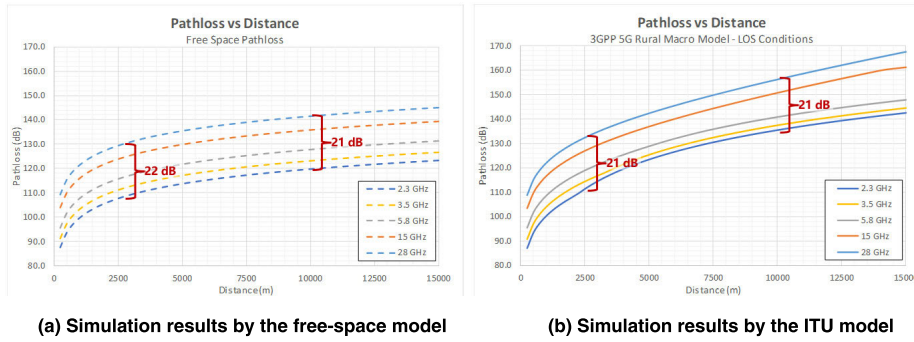 Pathloss vs Distance
Free Space Pathloss
Pathloss (dB)
170.0
160.0
150.0
140.0
130.0
120.0
110.0
100.0
90.0
80.0
22 dB
21 dB
2.3 GHz
3.5 GHz
5.8 GHz
15 GHz
28 GHz
0 2500 5000 7500 10000 12500 15000
Distance(m)
(a) Simulation results by the free-space model
Pathloss vs Distance
3GPP 5G Rural Macro Model - LOS Conditions
Pathloss (dB)
170.0
160.0
150.0
140.0
130.0
120.0
110.0
100.0
90.0
80.0
21 dB
21 dB
2.3 GHz
3.5 GHz
5.8 GHz
15 GHz
28 GHz
0 2500 5000 7500 10000 12500 1500
Distance(m)
(b) Simulation results by the ITU model